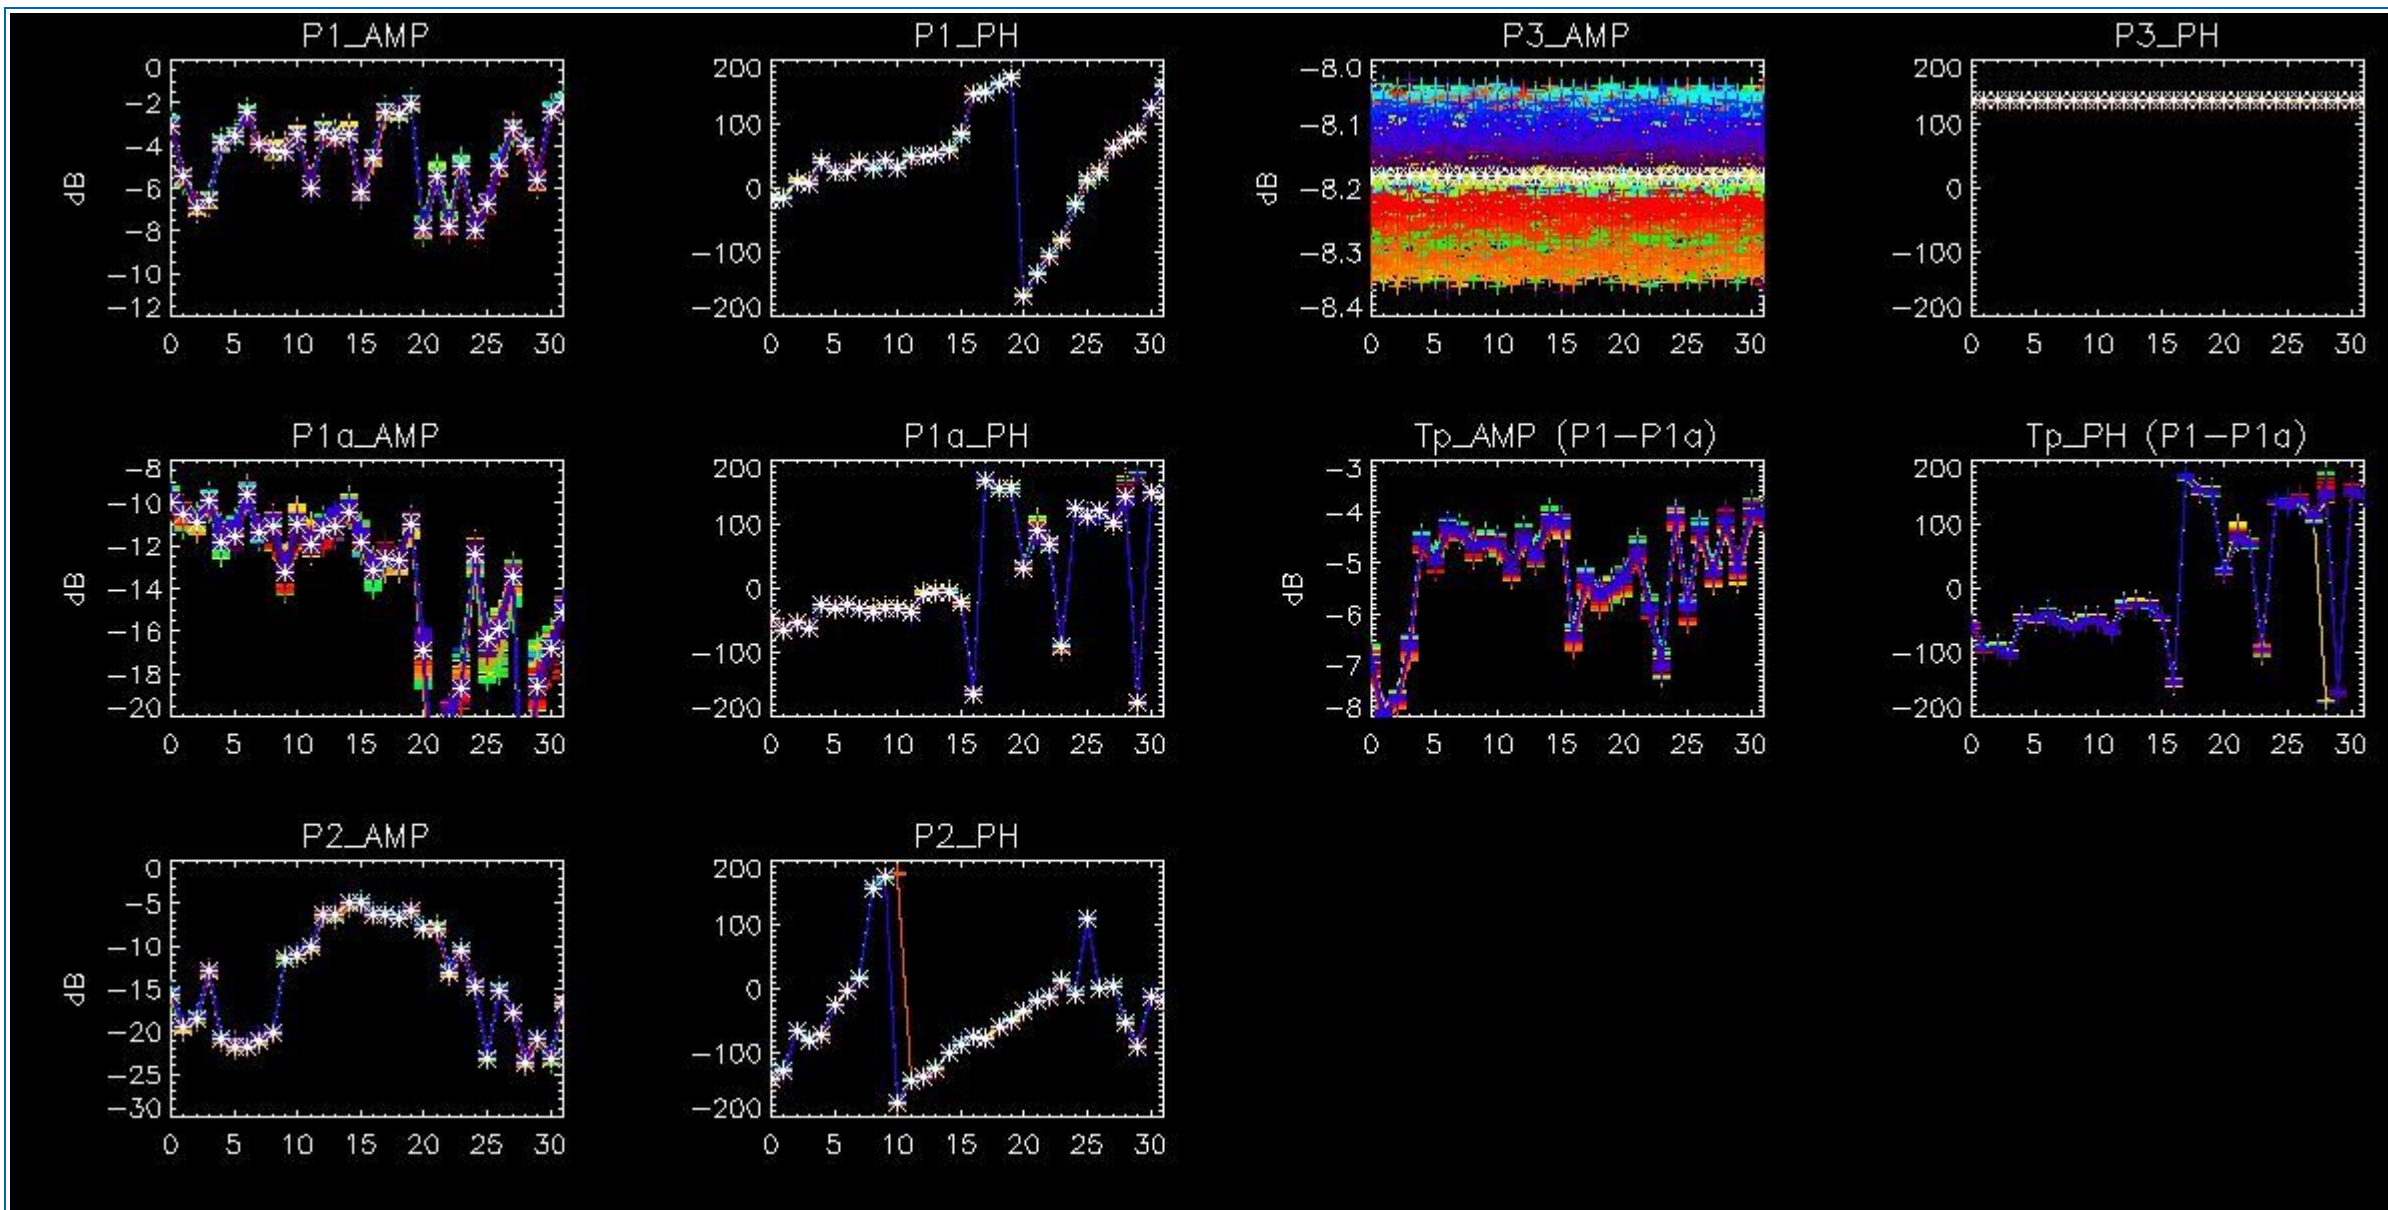 P1_AMP
0
−2
−4
−6
−8
−10
−12
dB
0 5 10 15 20 25 30
P1_PH
200
100
0
−100
−200
0 5 10 15 20 25 30
P3_AMP
−8.0
−8.1
−8.2
−8.3
−8.4
dB
0 5 10 15 20 25 30
P3_PH
200
100
0
−100
−200
0 5 10 15 20 25 30
P1a_AMP
−8
−10
−12
−14
−16
−18
−20
dB
0 5 10 15 20 25 30
P1a_PH
200
100
0
−100
−200
0 5 10 15 20 25 30
Tp_AMP (P1−P1a)
−3
−4
−5
−6
−7
−8
dB
0 5 10 15 20 25 30
Tp_PH (P1−P1a)
200
100
0
−100
−200
0 5 10 15 20 25 30
P2_AMP
0
−5
−10
−15
−20
−25
−30
dB
0 5 10 15 20 25 30
P2_PH
200
100
0
−100
−200
0 5 10 15 20 25 30